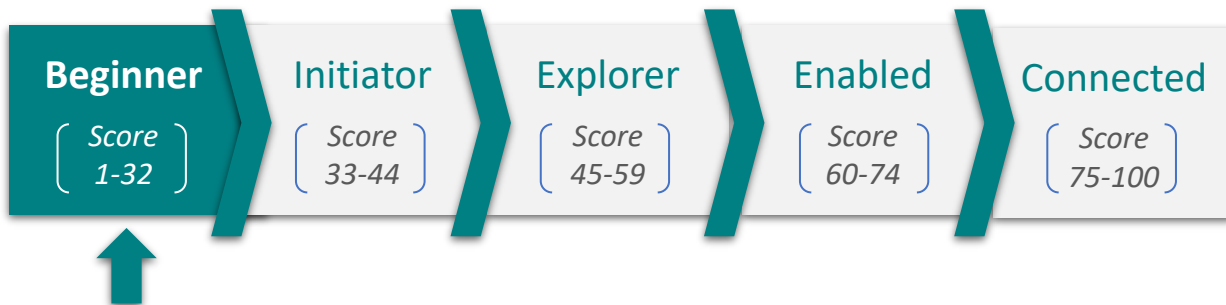 Beginner
Score
1-32
Initiator
Score
33-44
Explorer
Score
45-59
Enabled
Score
60-74
Connected
Score
75-100